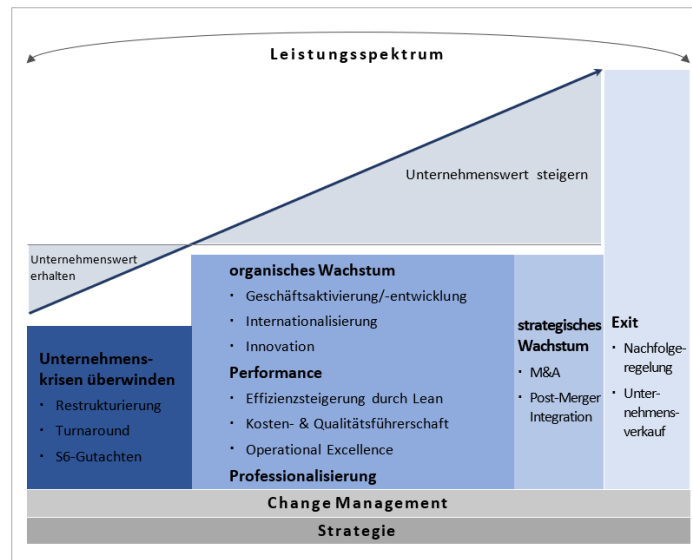 Leistungsspektrum
Unternehmenswert steigern
Unternehmenswert
erhalten
Unternehmens-
krisen überwinden
· Restrukturierung
· Turnaround
· S6-Gutachten
organisches Wachstum
· Geschäftsaktivierung/-entwicklung
· Internationalisierung
· Innovation
Performance
· Effizienzsteigerung durch Lean
· Kosten- & Qualitätsführerschaft
· Operational Excellence
Professionalisierung
strategisches
Wachstum
· M&A
· Post-Merger
Integration
Exit
· Nachfolge-
regelung
· Unter-
nehmens-
verkauf
Change Management
Strategie